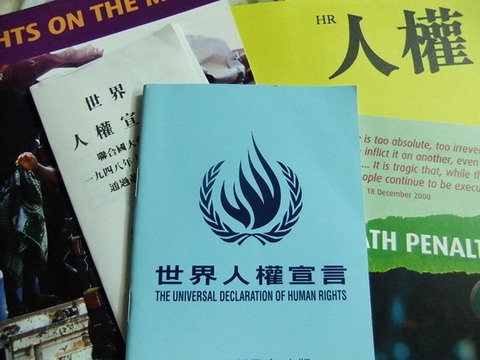 HTS ON THE M
世界
人權宣
聯合國大
一九四八年
通過
HR
人權
is too absolute, too irrever
inflict it on another, even
... It is tragic that, while th
ople continue to be execu
18 December 2000
ATH PENALT
世界人權宣言
THE UNIVERSAL DECLARATION OF HUMAN RIGHTS